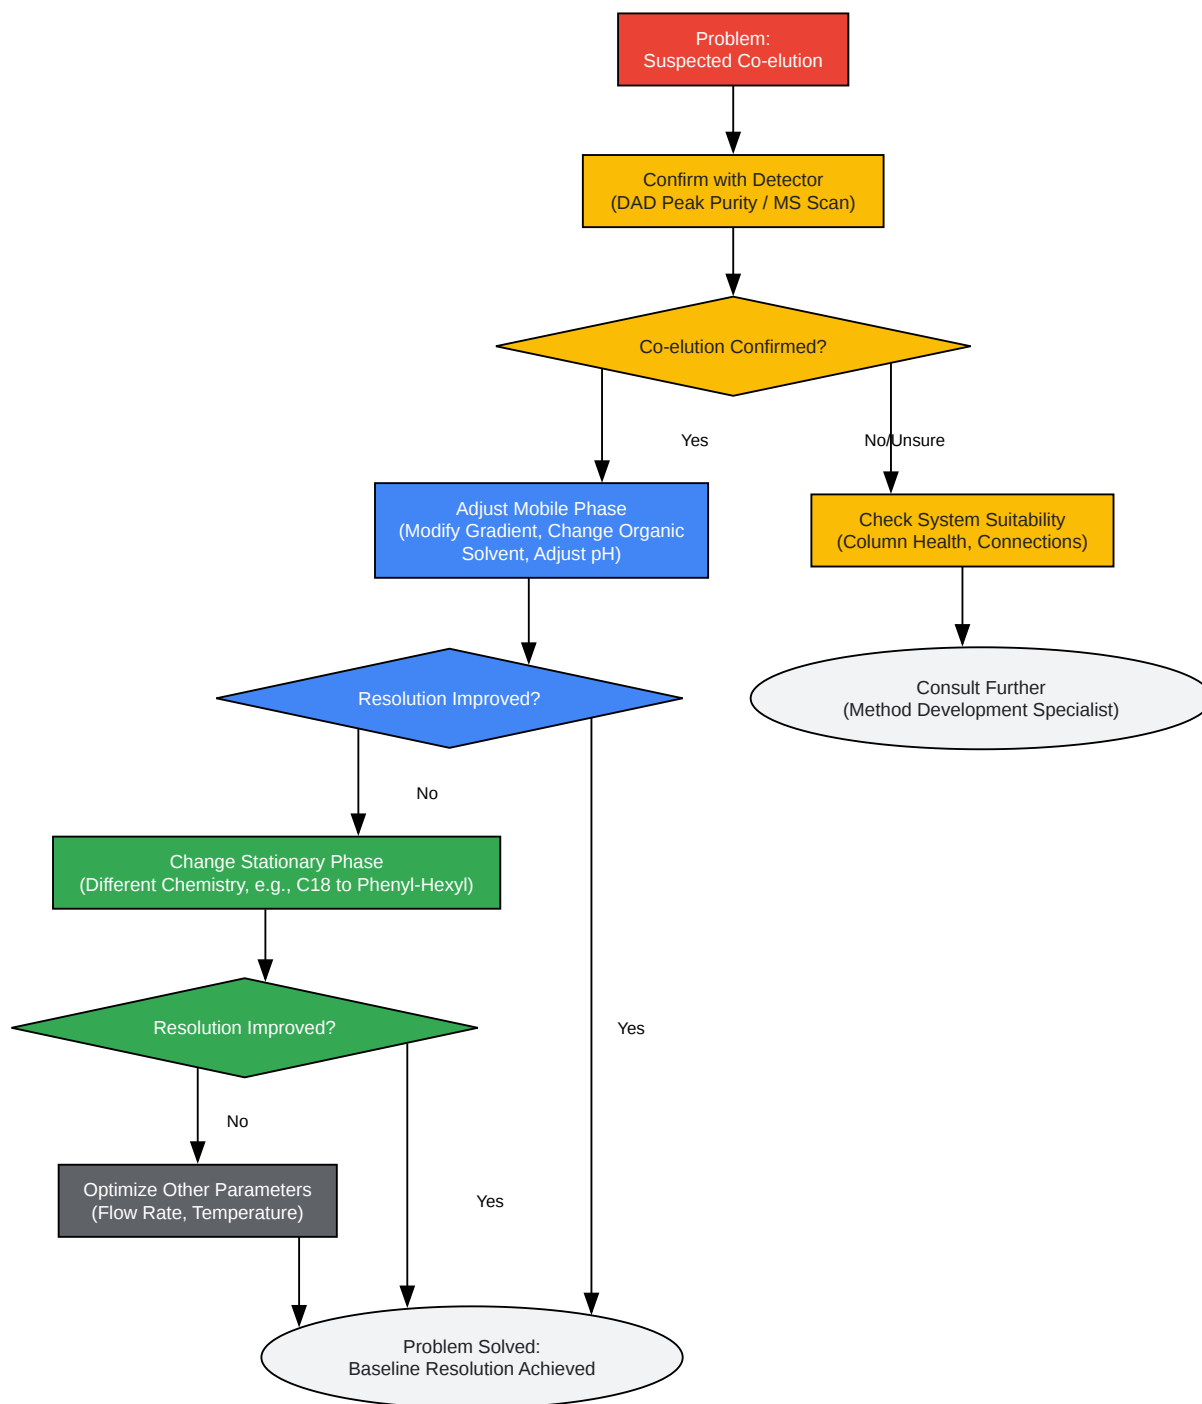 Problem:
Suspected Co-elution
Confirm with Detector
(DAD Peak Purity / MS Scan)
Co-elution Confirmed?
Yes
No/Unsure
Adjust Mobile Phase
(Modify Gradient, Change Organic
Solvent, Adjust pH)
Check System Suitability
(Column Health, Connections)
Resolution Improved?
Consult Further
(Method Development Specialist)
No
Change Stationary Phase
(Different Chemistry, e.g., C18 to Phenyl-Hexyl)
Resolution Improved?
Yes
No
Optimize Other Parameters
(Flow Rate, Temperature)
Yes
Problem Solved:
Baseline Resolution Achieved